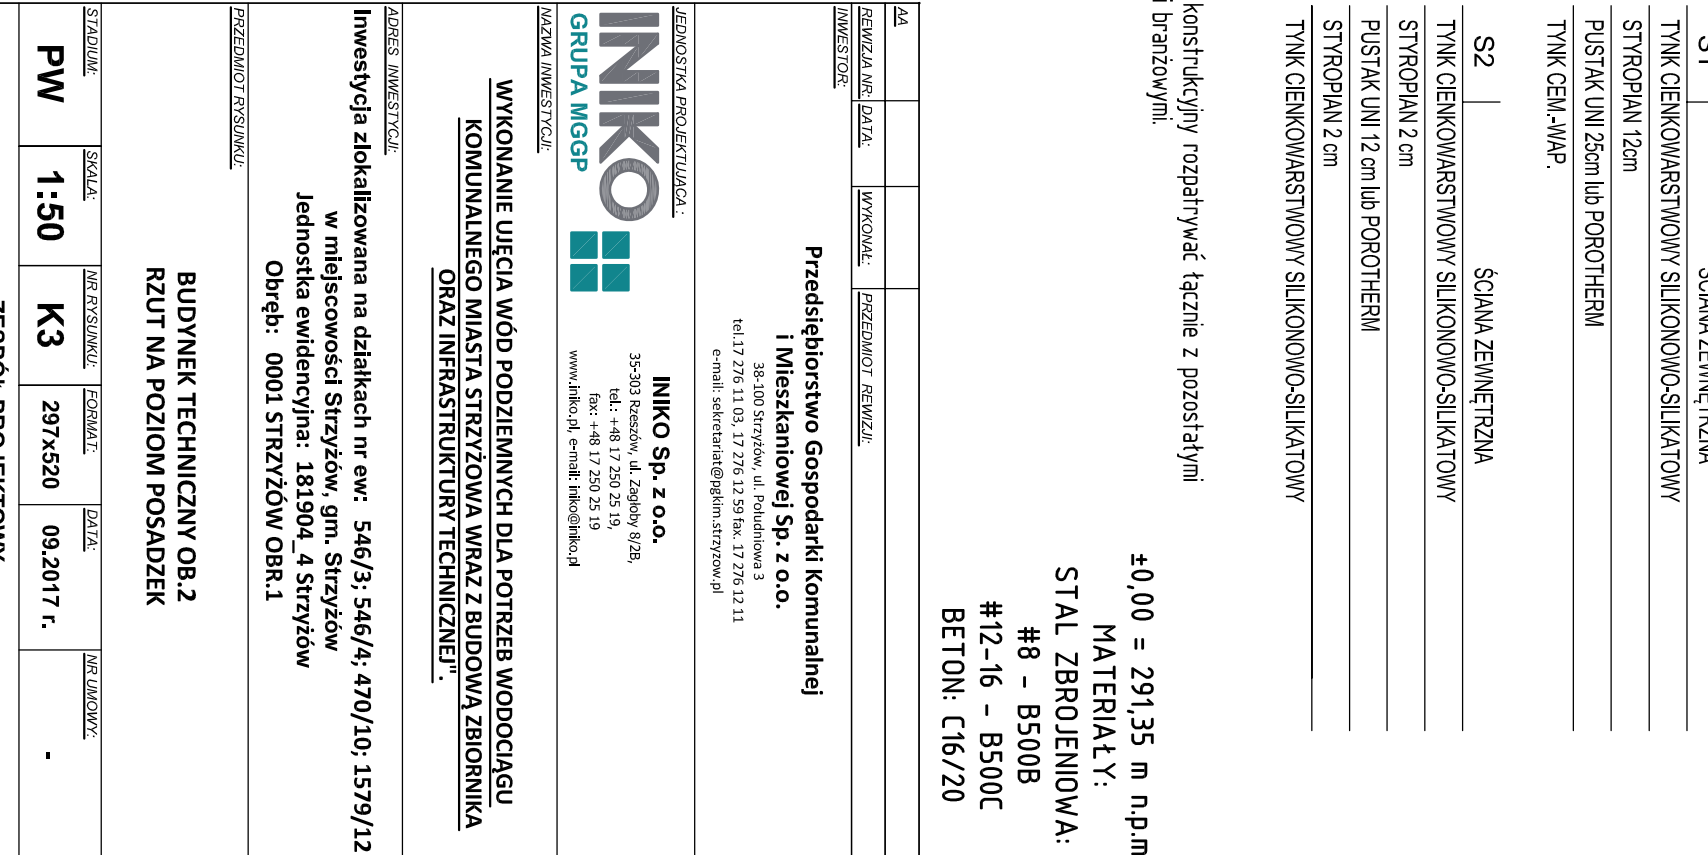 S1
ŚCIANA ZEWNĘTRZNA
TYNK CIENKOWARSTWOWY SILIKONOWO-SILIKATOWY
STYROPIAN 12cm
PUSTAK UNI 25cm lub POROTHERM
TYNK CEM.-WAP.
S2
ŚCIANA ZEWNĘTRZNA
TYNK CIENKOWARSTWOWY SILIKONOWO-SILIKATOWY
STYROPIAN 2 cm
PUSTAK UNI 12 cm lub POROTHERM
STYROPIAN 2 cm
TYNK CIENKOWARSTWOWY SILIKONOWO-SILIKATOWY
konstrukcyjny rozpatrywać łącznie z pozostałymi
i branżowymi.
±0,00 = 291,35 m n.p.m
MATERIAŁY:
STAL ZBROJENIOWA:
#8 – B500B
#12-16 – B500C
BETON: C16/20
AA
REWIZJA NR: DATA: WYKONAŁ: PRZEDMIOT REWIZJI:
INWESTOR:
Przedsiębiorstwo Gospodarki Komunalnej
i Mieszkaniowej Sp. z o.o.
38-100 Strzyżów, ul. Południowa 3
tel.17 276 11 03, 17 276 12 59 fax. 17 276 12 11
e-mail: sekretariat@pgkim.strzyzow.pl
JEDNOSTKA PROJEKTUJACA :
INIKO
GRUPA MGGP
INIKO Sp. z o.o.
35-303 Rzeszów, ul. Zagłoby 8/2B,
tel.: +48 17 250 25 19,
fax: +48 17 250 25 19
www.iniko.pl, e-mail: iniko@iniko.pl
NAZWA INWESTYCJI:
WYKONANIE UJĘCIA WÓD PODZIEMNYCH DLA POTRZEB WODOCIĄGU
KOMUNALNEGO MIASTA STRZYŻOWA WRAZ Z BUDOWĄ ZBIORNIKA
ORAZ INFRASTRUKTURY TECHNICZNEJ".
ADRES INWESTYCJI:
Inwestycja zlokalizowana na działkach nr ew: 546/3; 546/4; 470/10; 1579/12
w miejscowości Strzyżów, gm. Strzyżów
Jednostka ewidencyjna: 181904_4 Strzyżów
Obręb: 0001 STRZYŻÓW OBR.1
PRZEDMIOT RYSUNKU:
BUDYNEK TECHNICZNY OB.2
RZUT NA POZIOM POSADZEK
STADIUM: SKALA: NR RYSUNKU: FORMAT: DATA: NR UMOWY:
PW 1:50 K3 297x520 09.2017 r. -
ZESPÓŁ PROJEKTOWY